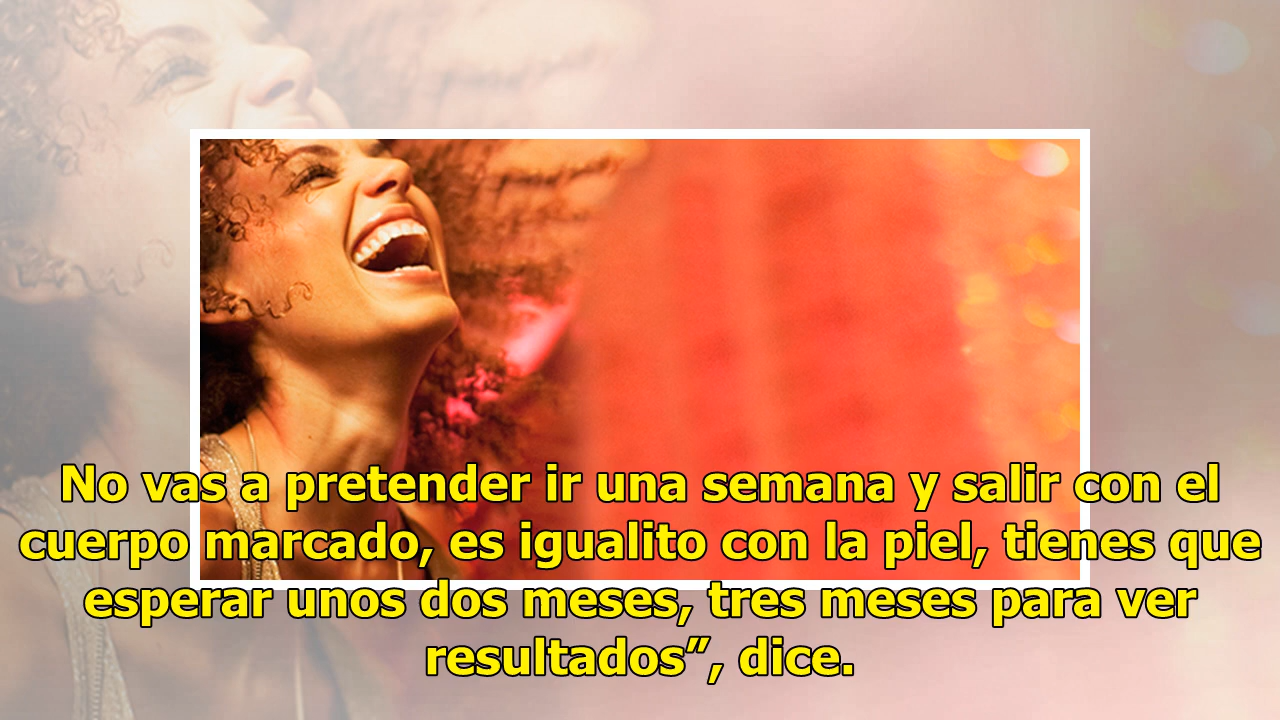 No vas a pretender ir una semana y salir con el
cuerpo marcado, es igualito con la piel, tienes que
esperar unos dos meses, tres meses para ver
resultados”, dice.